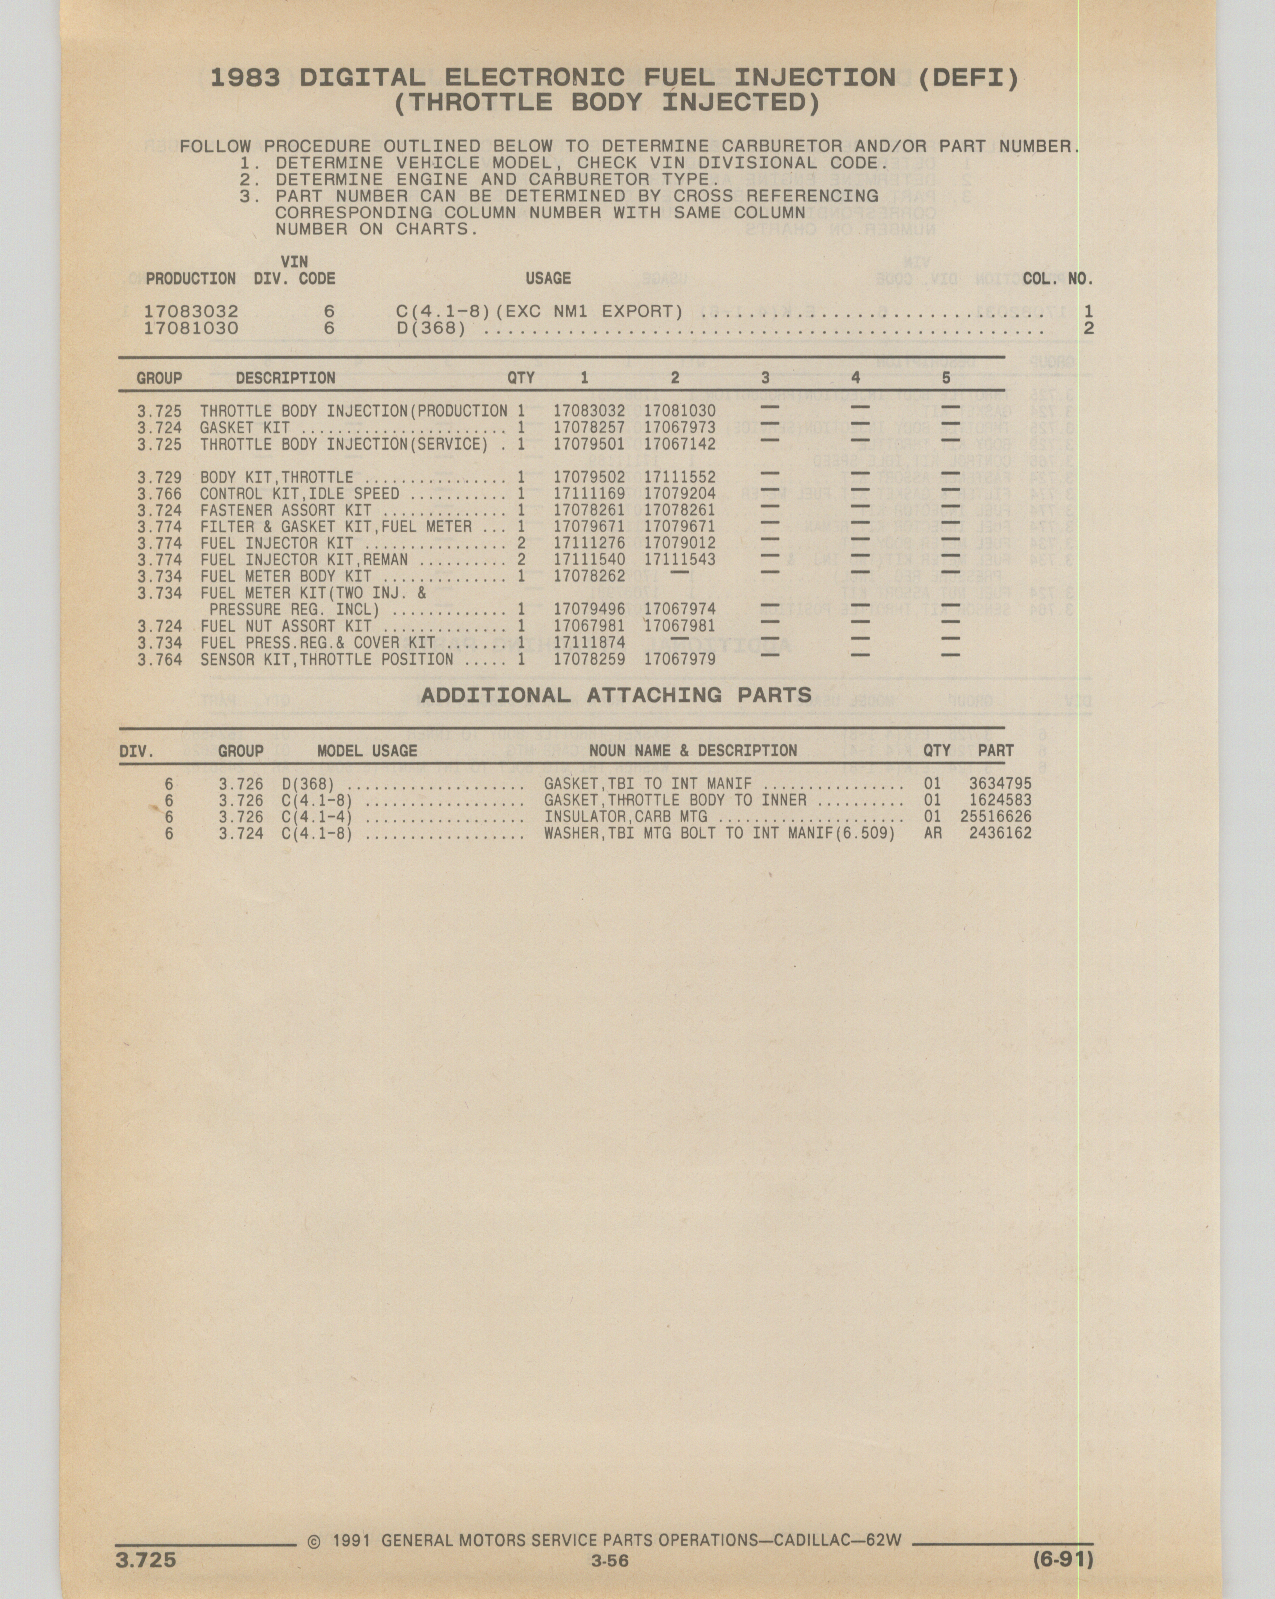 1983 DIGITAL ELECTRONIC FUEL INJECTION (DEFI)
(THROTTLE BODY INJECTED)
FOLLOW PROCEDURE OUTLINED BELOW TO DETERMINE CARBURETOR AND/OR PART NUMBER.
1. DETERMINE VEHICLE MODEL, CHECK VIN DIVISIONAL CODE.
2. DETERMINE ENGINE AND CARBURETOR TYPE.
3. PART NUMBER CAN BE DETERMINED BY CROSS REFERENCING
CORRESPONDING COLUMN NUMBER WITH SAME COLUMN
NUMBER ON CHARTS.
VIN
PRODUCTION DIV. CODE USAGE COL. NO.
17083032 6 C(4.1-8)(EXC NM1 EXPORT) .............................. 1
17081030 6 D(368) ................................................ 2
GROUP DESCRIPTION QTY 1 2 3 4 5
3.725 THROTTLE BODY INJECTION(PRODUCTION 1 17083032 17081030 — — —
3.724 GASKET KIT ....................... 1 17078257 17067973 — — —
3.725 THROTTLE BODY INJECTION(SERVICE) . 1 17079501 17067142 — — —
3.729 BODY KIT,THROTTLE ................ 1 17079502 17111552 — — —
3.766 CONTROL KIT,IDLE SPEED ........... 1 17111169 17079204 — — —
3.724 FASTENER ASSORT KIT .............. 1 17078261 17078261 — — —
3.774 FILTER & GASKET KIT,FUEL METER ... 1 17079671 17079671 — — —
3.774 FUEL INJECTOR KIT ................ 2 17111276 17079012 — — —
3.774 FUEL INJECTOR KIT,REMAN .......... 2 17111540 17111543 — — —
3.734 FUEL METER BODY KIT .............. 1 17078262 — — — —
3.734 FUEL METER KIT(TWO INJ. &
PRESSURE REG. INCL) ............. 1 17079496 17067974 — — —
3.724 FUEL NUT ASSORT KIT .............. 1 17067981 17067981 — — —
3.734 FUEL PRESS.REG.& COVER KIT ....... 1 17111874 — — — —
3.764 SENSOR KIT,THROTTLE POSITION ..... 1 17078259 17067979 — — —
ADDITIONAL ATTACHING PARTS
DIV. GROUP MODEL USAGE NOUN NAME & DESCRIPTION QTY PART
6 3.726 D(368) .................... GASKET,TBI TO INT MANIF ................ 01 3634795
6 3.726 C(4.1-8) .................. GASKET,THROTTLE BODY TO INNER .......... 01 1624583
6 3.726 C(4.1-4) .................. INSULATOR,CARB MTG ..................... 01 25516626
6 3.724 C(4.1-8) .................. WASHER,TBI MTG BOLT TO INT MANIF(6.509) AR 2436162
© 1991 GENERAL MOTORS SERVICE PARTS OPERATIONS—CADILLAC—62W
3.725 3-56 (6-91)